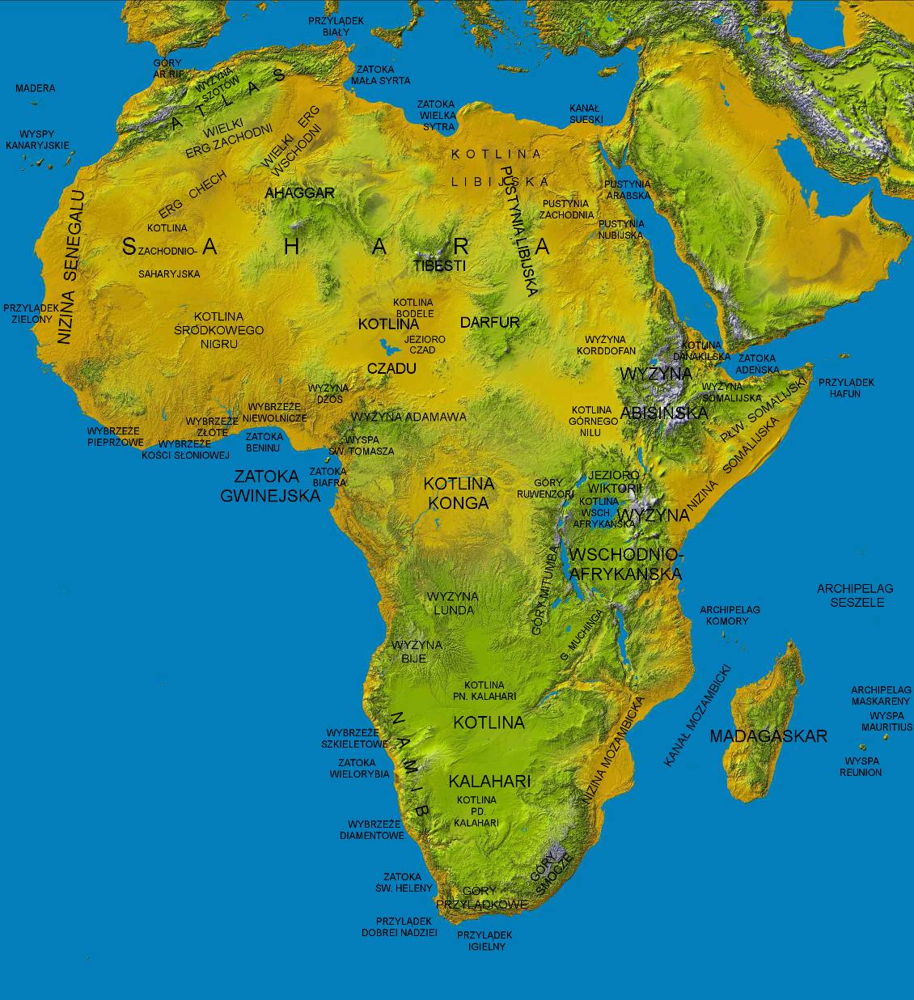 PRZYLĄDEK
BIAŁY
GÓRY
AR RIF
WYŻYNA
SZOTÓW
A T L A S
ZATOKA
MAŁA SYRTA
MADERA
ZATOKA
WIELKA
SYTRA
KANAŁ
SUESKI
WIELKI
ERG ZACHODNI
WIELKI ERG
WSCHODNI
WYSPY
KANARYJSKIE
KOTLINA
LIBIJSKA
PUSTYNIA LIBIJSKA
ERG CHECH
AHAGGAR
PUSTYNIA
ARABSKA
PUSTYNIA
ZACHODNIA
PUSTYNIA
NUBIJSKA
NIZINA SENEGALU
KOTLINA
ZACHODNIO-
SAHARYJSKA
S A H A R A
TIBESTI
PRZYLĄDEK
ZIELONY
KOTLINA
ŚRODKOWEGO
NIGRU
KOTLINA
BODELE
KOTLINA
CZADU
JEZIORO
CZAD
DARFUR
WYŻYNA
KORDDOFAN
KOTLINA
DANAKILSKA
ZATOKA
ADEŃSKA
WYŻYNA
ABISIŃSKA
WYŻYNA
SOMALIJSKA
PRZYLĄDEK
HAFUN
PŁW. SOMALIJSKI
NIZINA SOMALIJSKA
WYŻYNA
DŻOS
WYBRZEŻE
NIEWOLNICZE
WYŻYNA ADAMAWA
KOTLINA
GÓRNEGO
NILU
WYBRZEŻE
PIEPRZOWE
WYBRZEŻE
ZŁOTE
WYBRZEŻE
KOŚCI SŁONIOWEJ
ZATOKA
BENINU
WYSPA
ŚW. TOMASZA
ZATOKA
GWINEJSKA
ZATOKA
BIAFRA
KOTLINA
KONGA
GÓRY
RUWENZORI
JEZIORO
WIKTORII
KOTLINA
WSCH.
AFRYKAŃSKA
WYŻYNA
WSCHODNIO-
AFRYKAŃSKA
GÓRY MITUMBA
WYŻYNA
LUNDA
G. MUCHINGA
ARCHIPELAG
SESZELE
ARCHIPELAG
KOMORY
WYŻYNA
BIJE
KOTLINA
PN. KALAHARI
KOTLINA
KALAHARI
KOTLINA
PD.
KALAHARI
NAMIB
WYBRZEŻE
SZKIELETOWE
ZATOKA
WIELORYBIA
WYBRZEŻE
DIAMENTOWE
NIZINA MOZAMBICKA
KANAŁ MOZAMBICKI
MADAGASKAR
ARCHIPELAG
MASKARENY
WYSPA
MAURITIUS
WYSPA
REUNION
GÓRY
SMOCZE
ZATOKA
ŚW. HELENY
GÓRY
PRZYLĄDKOWE
PRZYLĄDEK
DOBREI NADZIEI
PRZYLĄDEK
IGIELNY